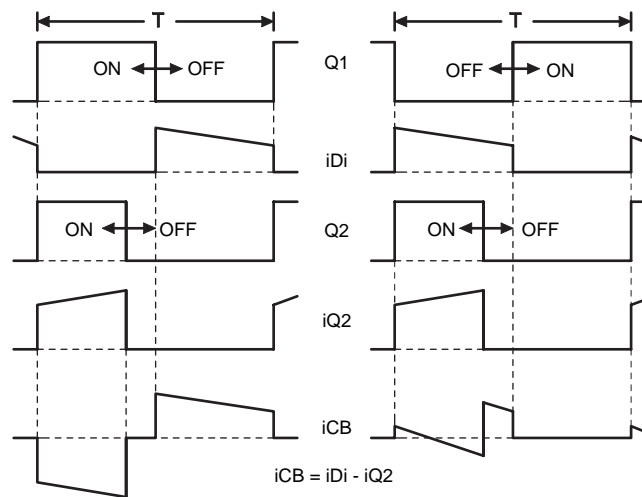 T T
ON OFF Q1 OFF ON
iDi
ON OFF Q2 ON OFF
iQ2
iCB
iCB = iDi - iQ2